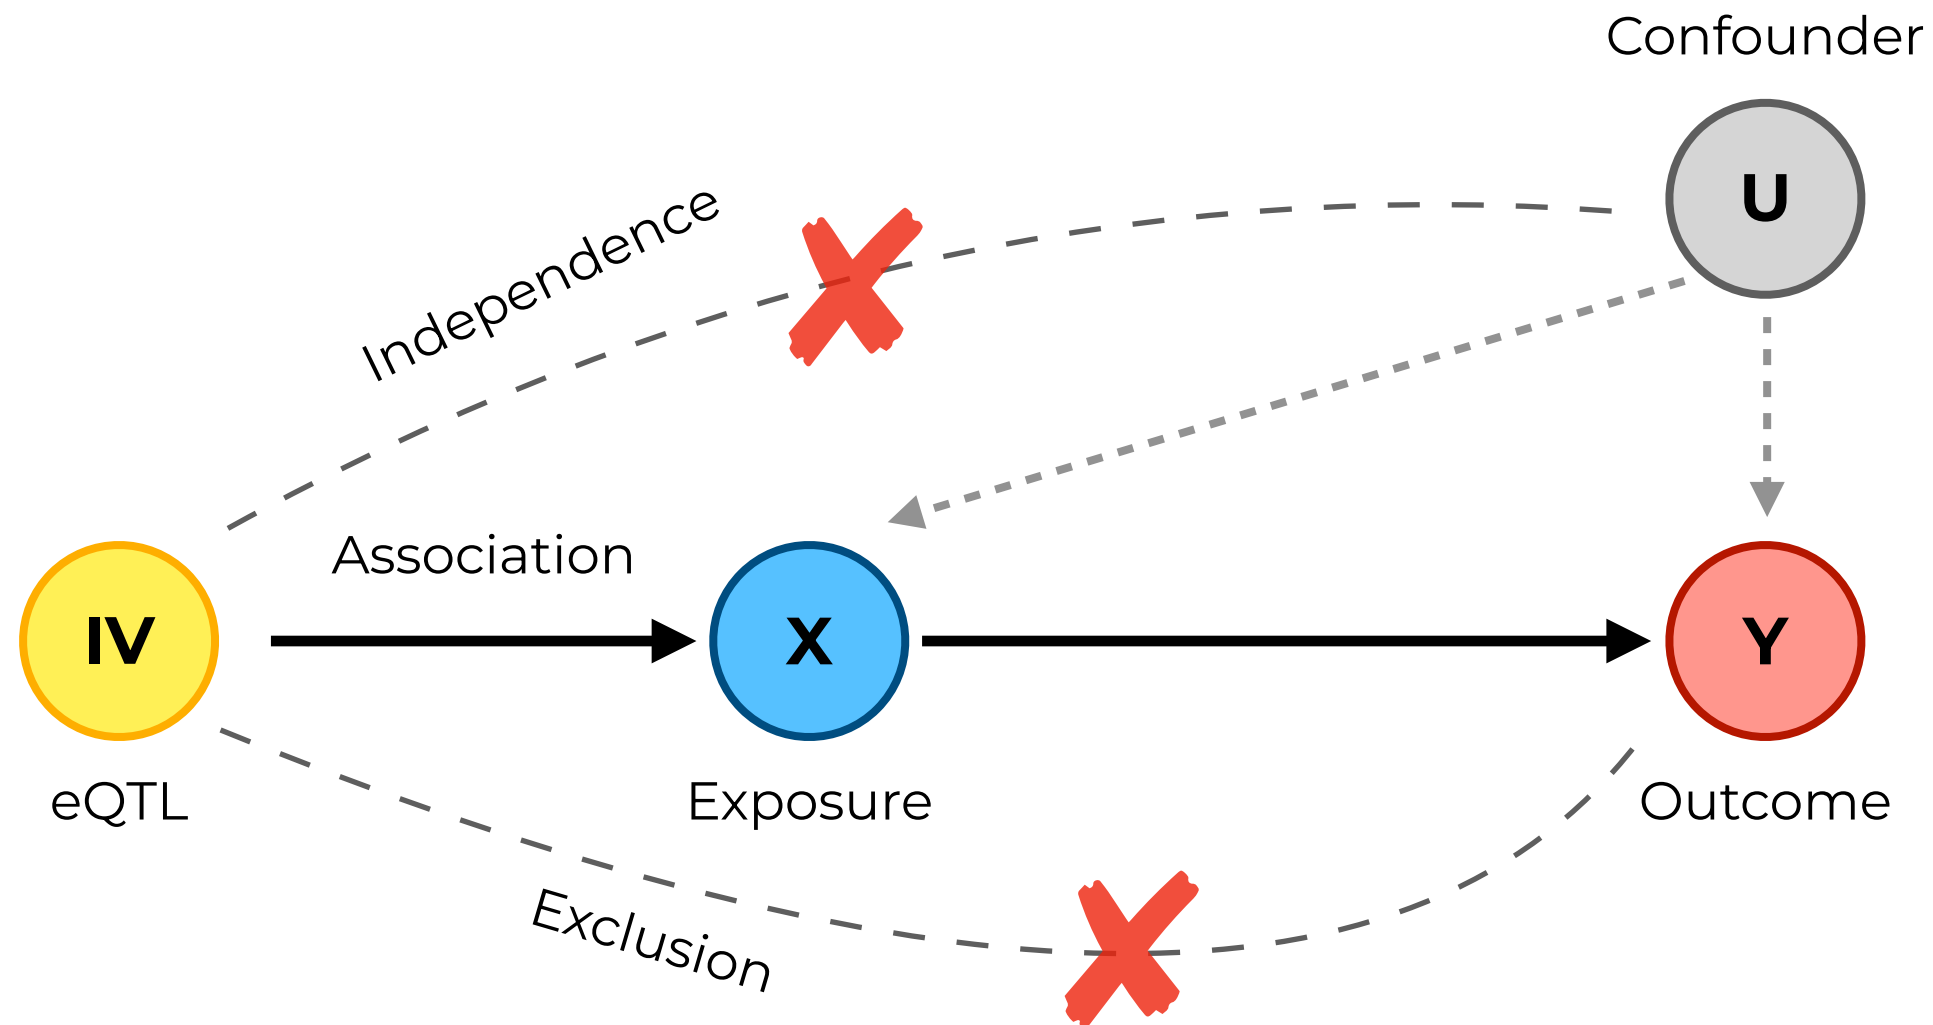 Confounder
U
Independence
Association
IV
X
Y
eQTL
Exposure
Outcome
Exclusion